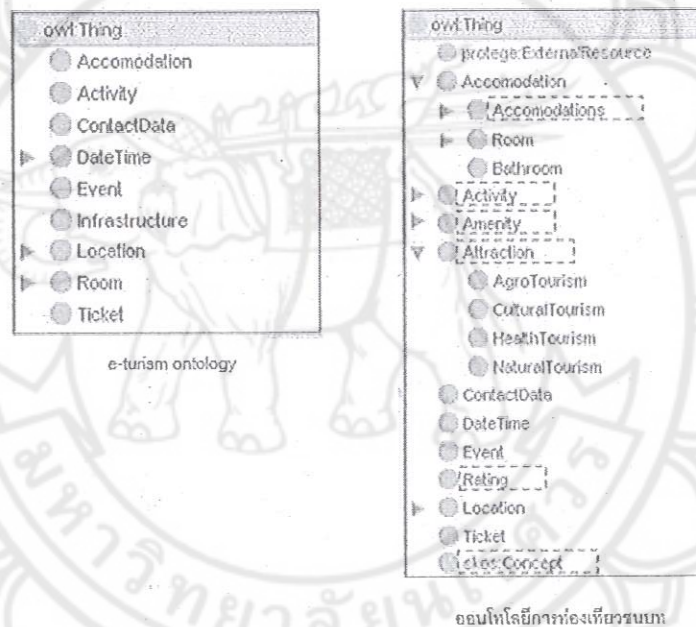 owl:Thing
Accomodation
Activity
ContactData
DateTime
Event
Infrastructure
Location
Room
Ticket
e-turism ontology
owl:Thing
protege:ExternalResource
Accomodation
Accomodations
Room
Bathroom
Activity
Amenity
Attraction
AgroTourism
CulturalTourism
HealthTourism
NaturalTourism
ContactData
DateTime
Event
Rating
Location
Ticket
skos:Concept
ออนโทโลยีการท่องเที่ยวชนบท